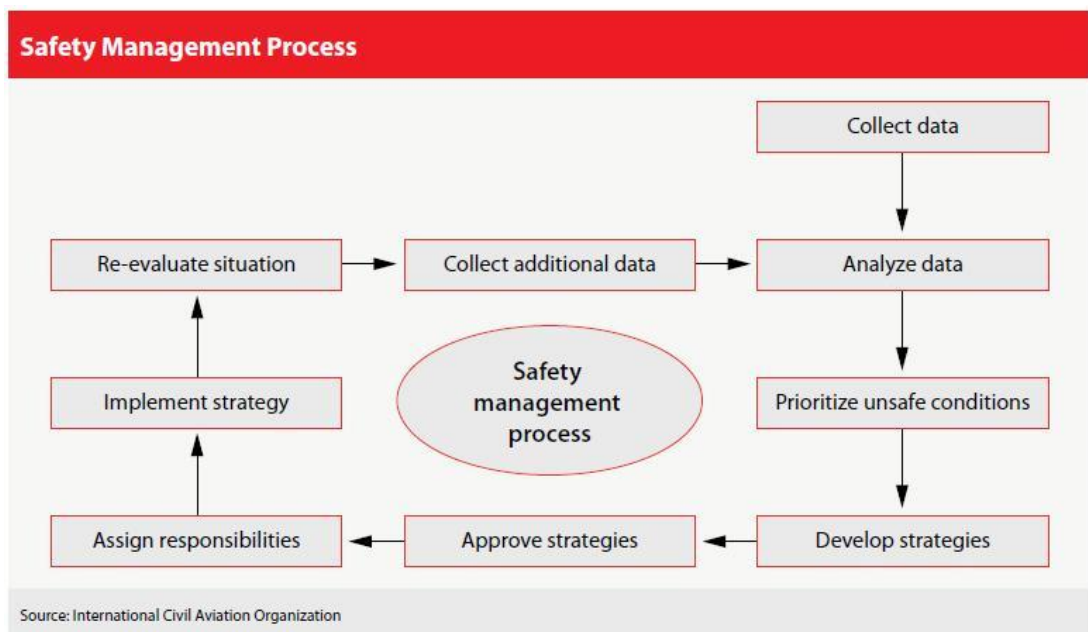 Safety Management Process
Collect data
Re-evaluate situation
Collect additional data
Analyze data
Safety
management
process
Implement strategy
Prioritize unsafe conditions
Assign responsibilities
Approve strategies
Develop strategies
Source: International Civil Aviation Organization